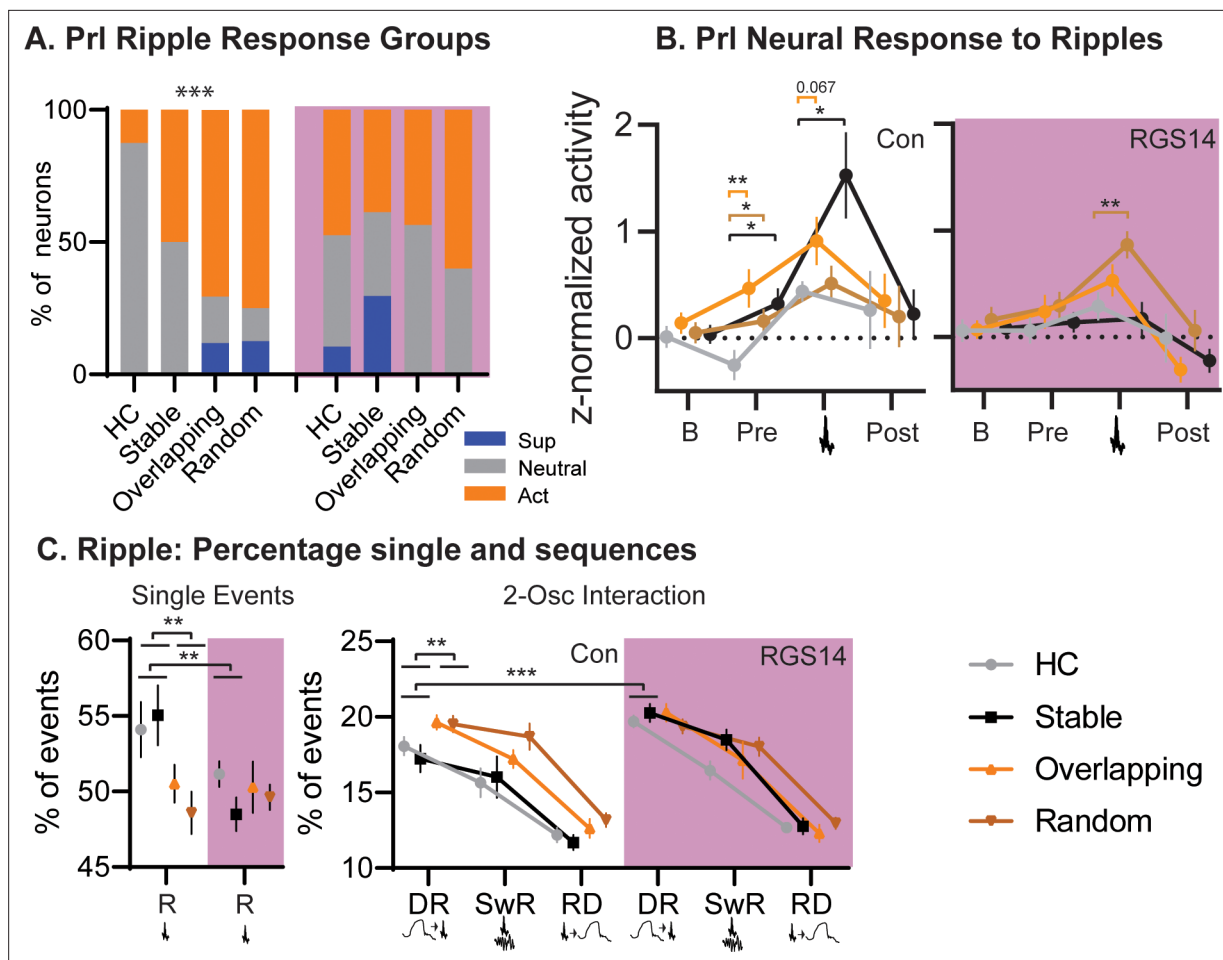 A. Prl Ripple Response Groups
% of neurons
100
50
0
***
HC
Stable
Overlapping
Random
HC
Stable
Overlapping
Random
Sup
Neutral
Act
B. Prl Neural Response to Ripples
z-normalized activity
2
1
0
0.067
*
**
*
*
Con
B Pre Post
RGS14
**
B Pre Post
C. Ripple: Percentage single and sequences
Single Events
% of events
60
55
50
45
**
**
R R
2-Osc Interaction
% of events
25
20
15
10
**
***
Con
RGS14
DR SwR RD DR SwR RD
HC
Stable
Overlapping
Random